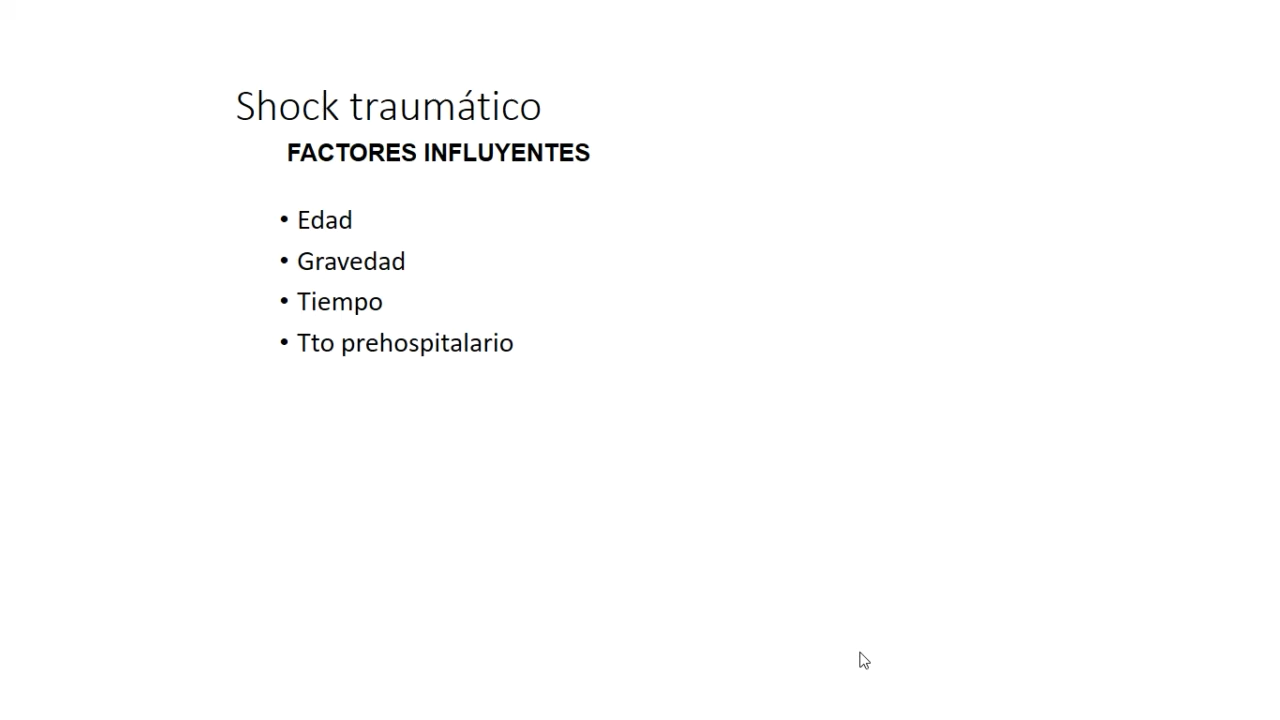 Shock traumático
FACTORES INFLUYENTES
• Edad
• Gravedad
• Tiempo
• Tto prehospitalario